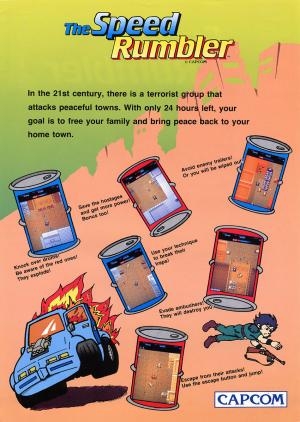 The Speed
Rumbler
© CAPCOM
In the 21st century, there is a terrorist group that
attacks peaceful towns. With only 24 hours left, your
goal is to free your family and bring peace back to your
home town.
Avoid enemy trailers!
Or you will be wiped out!
Save the hostages
and get more power!
Bonus too!
Knock over drums!
Be aware of the red ones!
They explode!
Use your technique
to break their
traps!
Evade ambushers!
They will destroy you
Escape from their attacks!
Use the escape button and jump!
CAPCOM